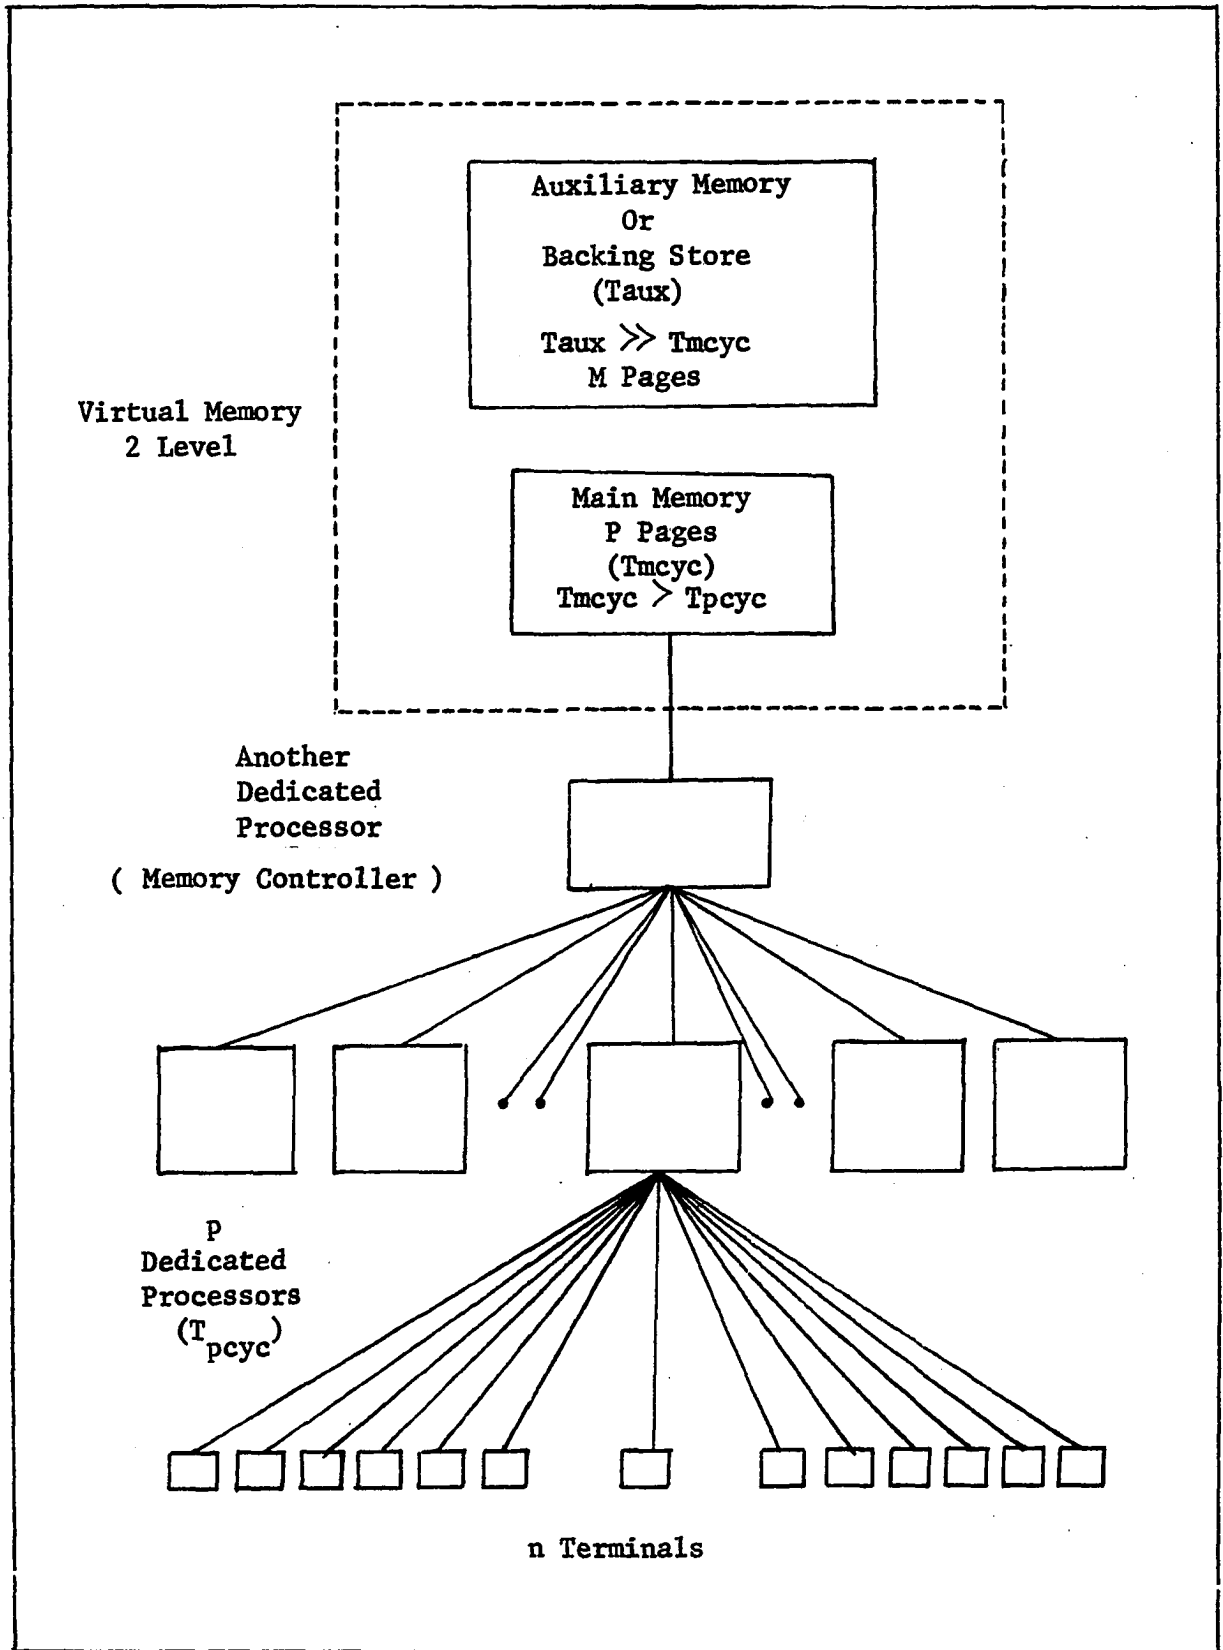 Auxiliary Memory
Or
Backing Store
(Taux)
Taux >> Tmcyc
M Pages
Virtual Memory
2 Level
Main Memory
P Pages
(Tmcyc)
Tmcyc > Tpcyc
Another
Dedicated
Processor
( Memory Controller )
p
Dedicated
Processors
(Tpcyc)
n Terminals